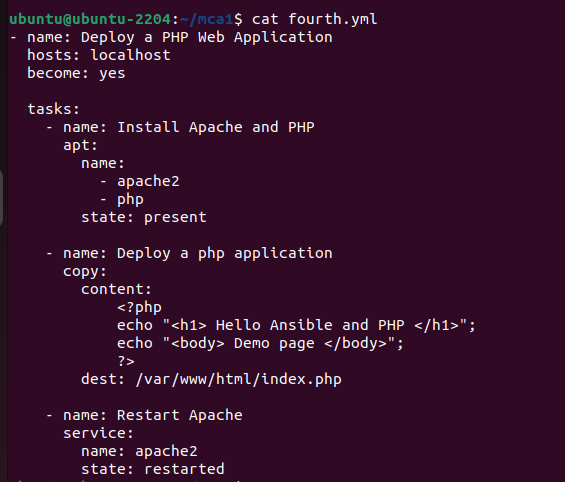 ubuntu@ubuntu-2204:~/mca1$ cat fourth.yml
- name: Deploy a PHP Web Application
  hosts: localhost
  become: yes

  tasks:
    - name: Install Apache and PHP
      apt:
        name:
          - apache2
          - php
        state: present

    - name: Deploy a php application
      copy:
        content:
            <?php
            echo "<h1> Hello Ansible and PHP </h1>";
            echo "<body> Demo page </body>";
            ?>
        dest: /var/www/html/index.php

    - name: Restart Apache
      service:
        name: apache2
        state: restarted